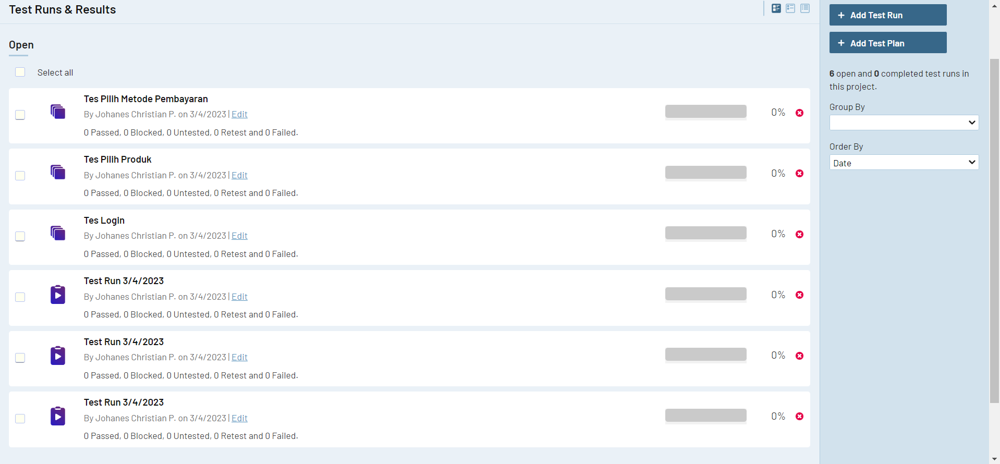 Test Runs & Results
Open
Select all
Tes Pilih Metode Pembayaran
By Johanes Christian P. on 3/4/2023 | Edit
0 Passed, 0 Blocked, 0 Untested, 0 Retest and 0 Failed.
0%
Tes Pilih Produk
By Johanes Christian P. on 3/4/2023 | Edit
0 Passed, 0 Blocked, 0 Untested, 0 Retest and 0 Failed.
0%
Tes Login
By Johanes Christian P. on 3/4/2023 | Edit
0 Passed, 0 Blocked, 0 Untested, 0 Retest and 0 Failed.
0%
Test Run 3/4/2023
By Johanes Christian P. on 3/4/2023 | Edit
0 Passed, 0 Blocked, 0 Untested, 0 Retest and 0 Failed.
0%
Test Run 3/4/2023
By Johanes Christian P. on 3/4/2023 | Edit
0 Passed, 0 Blocked, 0 Untested, 0 Retest and 0 Failed.
0%
Test Run 3/4/2023
By Johanes Christian P. on 3/4/2023 | Edit
0 Passed, 0 Blocked, 0 Untested, 0 Retest and 0 Failed.
0%
+ Add Test Run
+ Add Test Plan
6 open and 0 completed test runs in
this project.
Group By
Order By
Date